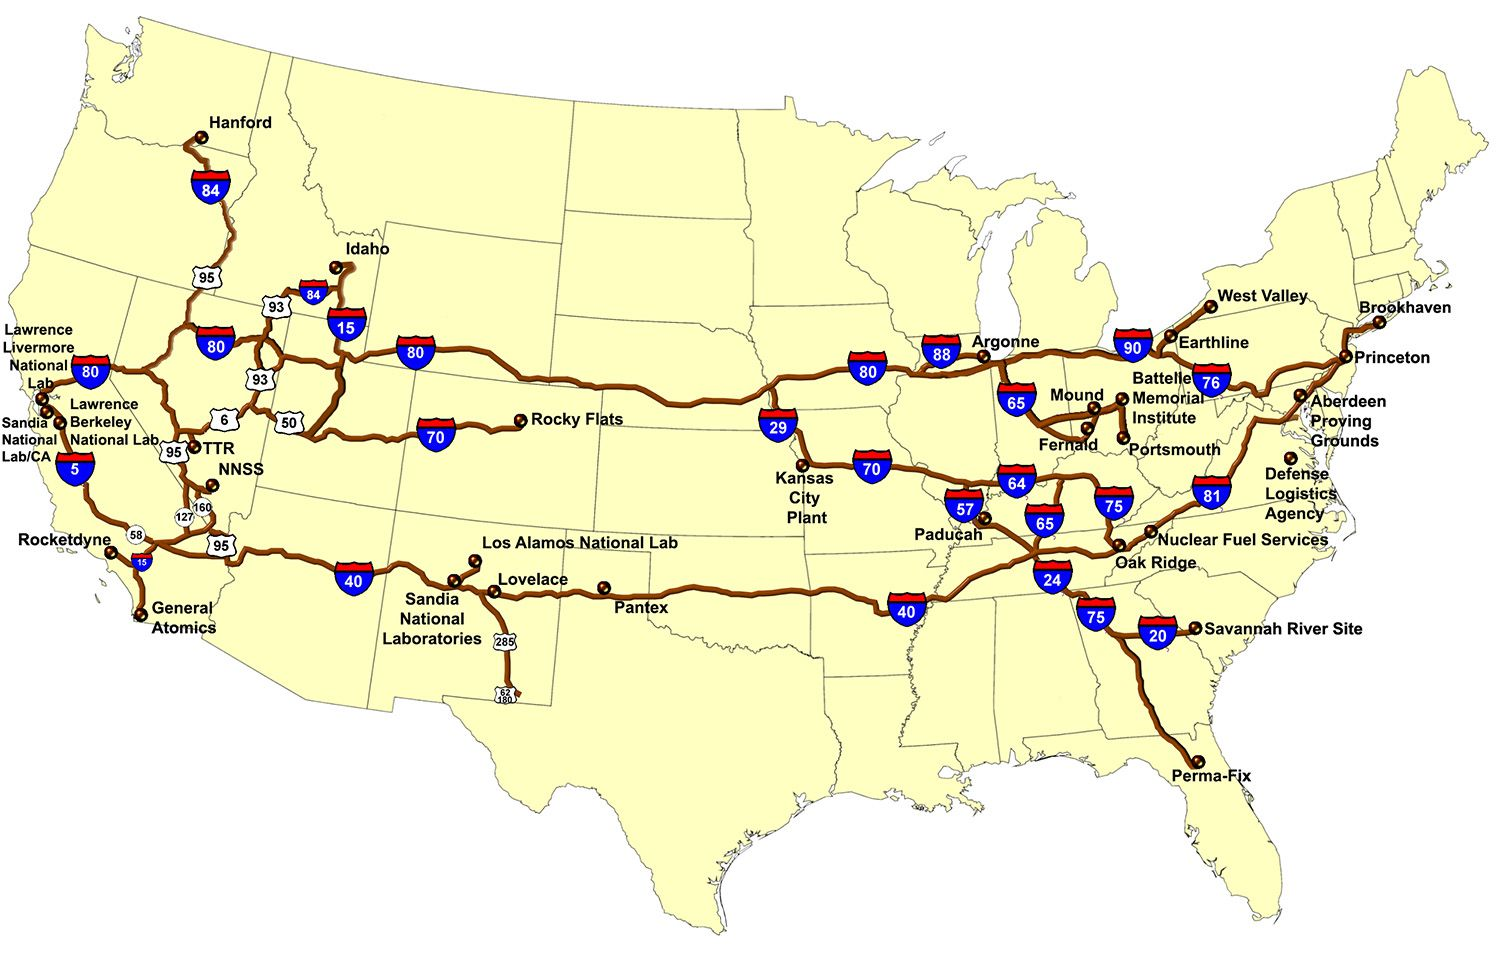 Hanford
84
95
Idaho
84
93
15
80
80
93
Lawrence
Livermore
National
Lab
80
Lawrence
Berkeley
National Lab
Sandia
National
Lab/CA
5
6
50
95
TTR
NNSS
160
127
58
95
15
Rocketdyne
General
Atomics
70
Rocky Flats
40
Los Alamos National Lab
Lovelace
Sandia
National
Laboratories
Pantex
285
62
180
29
80
88
Argonne
90
West Valley
Earthline
Brookhaven
Princeton
76
65
Mound
Fernald
Battelle
Memorial
Institute
Portsmouth
Aberdeen
Proving
Grounds
Defense
Logistics
Agency
Kansas
City
Plant
70
64
57
65
75
81
Paducah
Nuclear Fuel Services
Oak Ridge
24
40
75
20
Savannah River Site
Perma-Fix